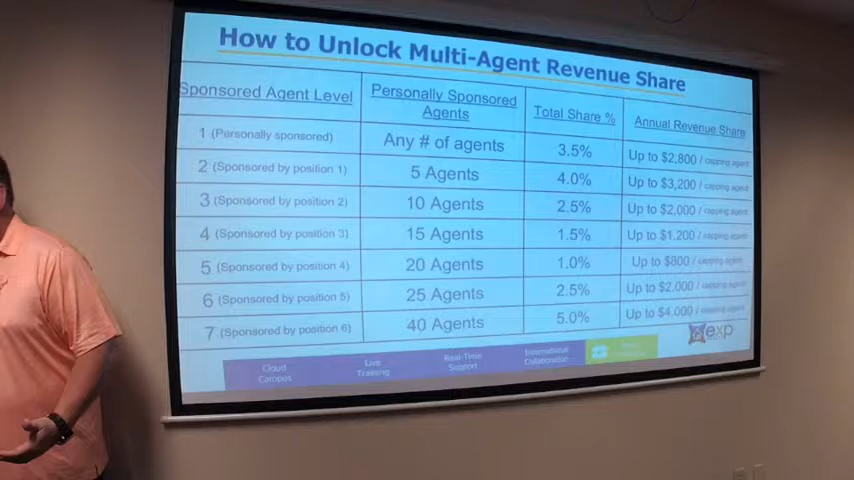 How to Unlock Multi-Agent Revenue Share
Sponsored Agent Level
Personally Sponsored
Agents
Total Share %
Annual Revenue Share
1 (Personally sponsored)
Any # of agents
3.5%
Up to $2,800 / capping agent
2 (Sponsored by position 1)
5 Agents
4.0%
Up to $3,200 / capping agent
3 (Sponsored by position 2)
10 Agents
2.5%
Up to $2,000 / capping agent
4 (Sponsored by position 3)
15 Agents
1.5%
Up to $1,200 / capping agent
5 (Sponsored by position 4)
20 Agents
1.0%
Up to $800 / capping agent
6 (Sponsored by position 5)
25 Agents
2.5%
Up to $2,000 / capping agent
7 (Sponsored by position 6)
40 Agents
5.0%
Up to $4,000 / capping agent
Cloud
Campus
Live
Training
Real-Time
Support
International
Collaboration
exp